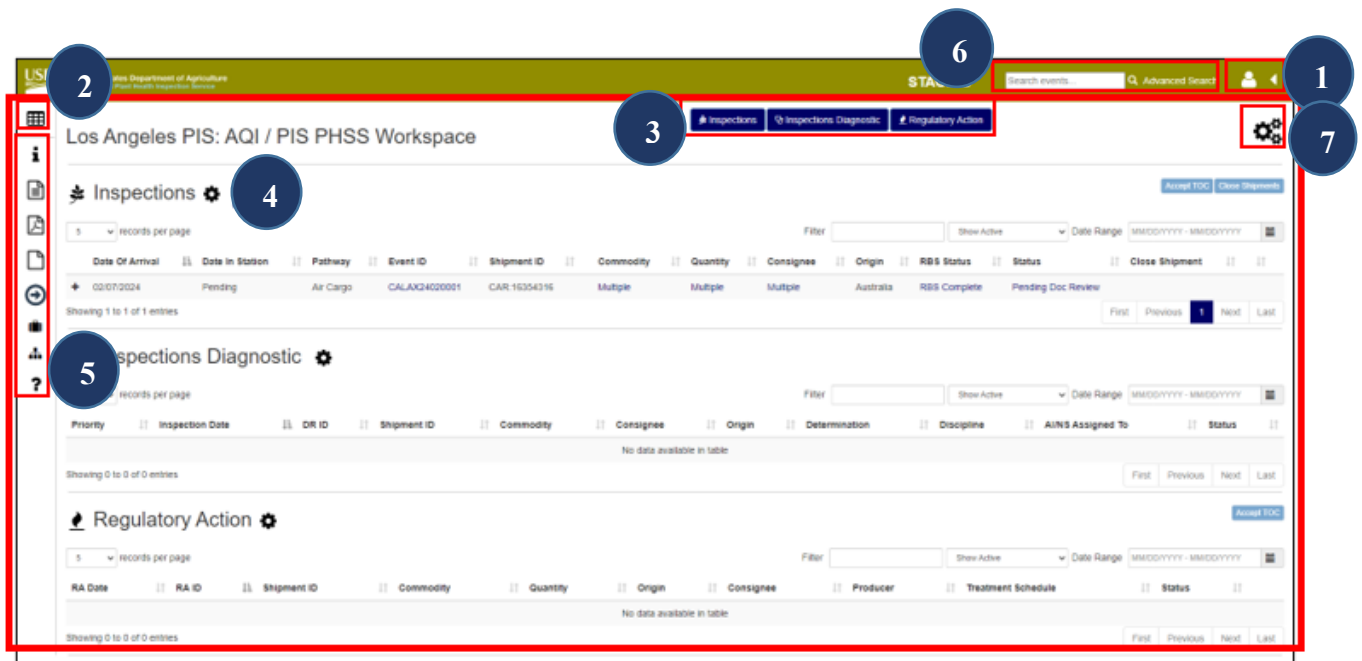 6
1
USI
ates Department of Agriculture
Plant Health Inspection Service
2
STAG
Search events...
Advanced Search
3
Inspections
Inspections Diagnostic
Regulatory Action
7
Los Angeles PIS: AQI / PIS PHSS Workspace
Inspections
4
Accept TOC Close Shipments
5 records per page Filter Show Active Date Range MM/DD/YYYY - MM/DD/YYYY
Date Of Arrival Date In Station Pathway Event ID Shipment ID Commodity Quantity Consignee Origin RBS Status Status Close Shipment
02/07/2024 Pending Air Cargo CALAX24020001 CAR:16354316 Multiple Multiple Multiple Australia RBS Complete Pending Doc Review
Showing 1 to 1 of 1 entries First Previous 1 Next Last
5
spections Diagnostic
?
records per page Filter Show Active Date Range MM/DD/YYYY - MM/DD/YYYY
Priority Inspection Date DR ID Shipment ID Commodity Consignee Origin Determination Discipline AI/NS Assigned To Status
No data available in table
Showing 0 to 0 of 0 entries First Previous Next Last
Regulatory Action
Accept TOC
5 records per page Filter Show Active Date Range MM/DD/YYYY - MM/DD/YYYY
RA Date RA ID Shipment ID Commodity Quantity Origin Consignee Producer Treatment Schedule Status
No data available in table
Showing 0 to 0 of 0 entries First Previous Next Last